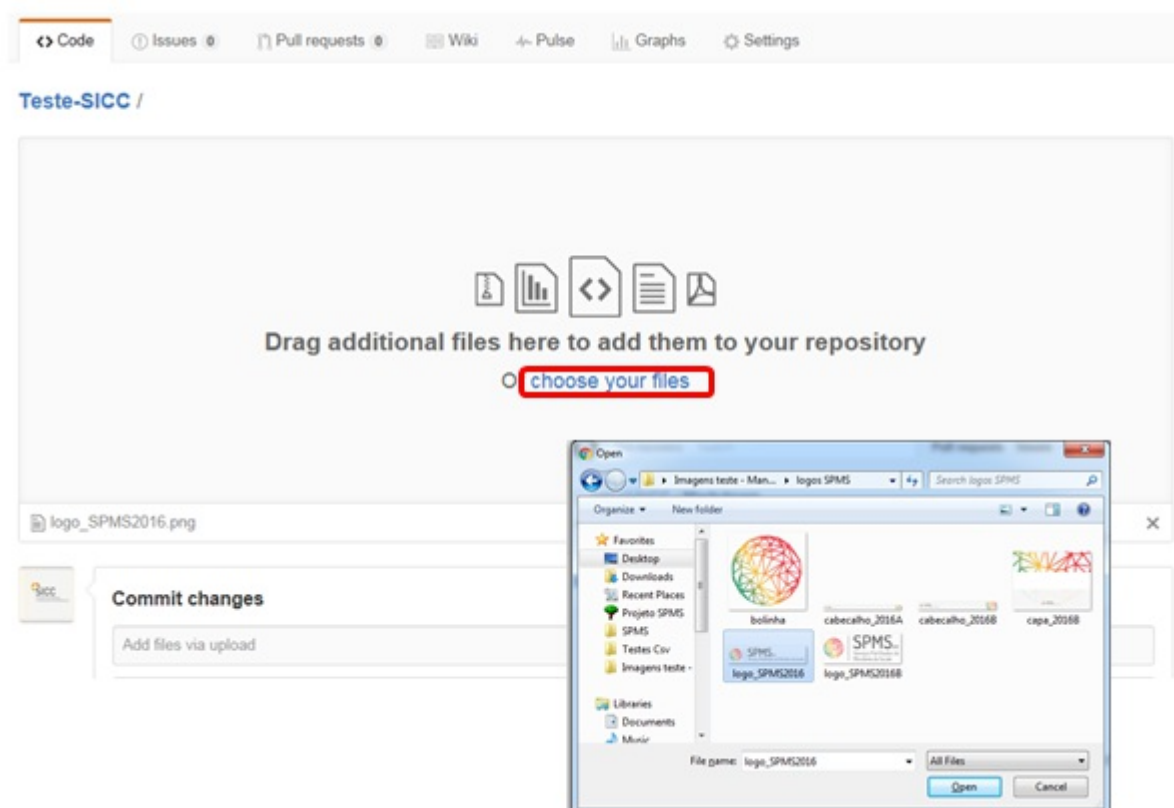 <> Code Issues 0 Pull requests 0 Wiki Pulse Graphs Settings
Teste-SICC /
Drag additional files here to add them to your repository
O choose your files
logo_SPMS2016.png
SICC
Commit changes
Add files via upload
Open
Imagens teste - Man... logos SPMS Search logos SPMS
Organize New folder
Favorites
Desktop
Downloads
Recent Places
Projeto SPMS
SPMS
Testes Csv
Imagens teste -
Libraries
Documents
Music
bolinha cabecalho_2016A cabecalho_2016B capa_2016B
SPMS
SPMS
logo_SPMS2016 logo_SPMS2016B
File name: logo_SPMS2016 All Files
Open Cancel